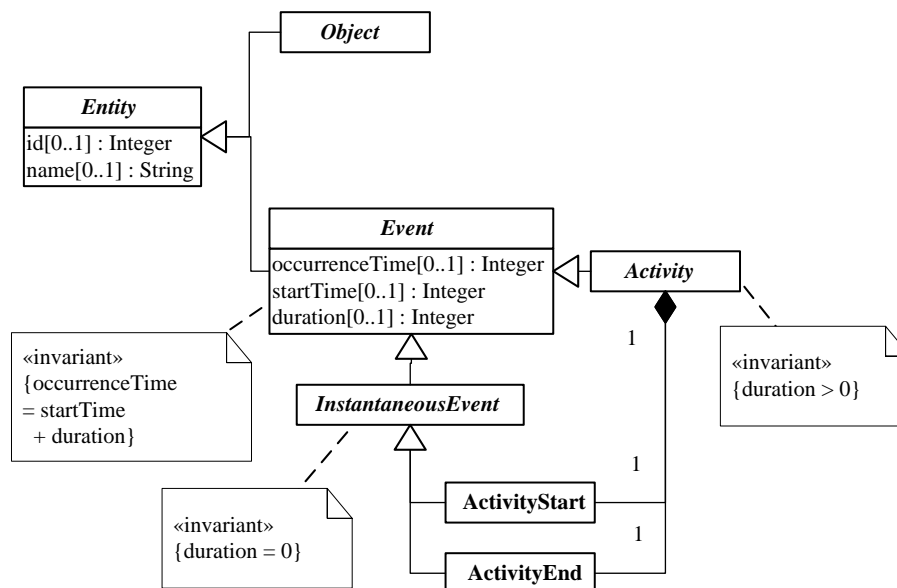 Object
Entity
id[0..1] : Integer
name[0..1] : String
Event
occurrenceTime[0..1] : Integer
startTime[0..1] : Integer
duration[0..1] : Integer
Activity
1
«invariant»
{occurrenceTime
= startTime
+ duration}
«invariant»
{duration > 0}
InstantaneousEvent
1
ActivityStart
«invariant»
{duration = 0}
1
ActivityEnd